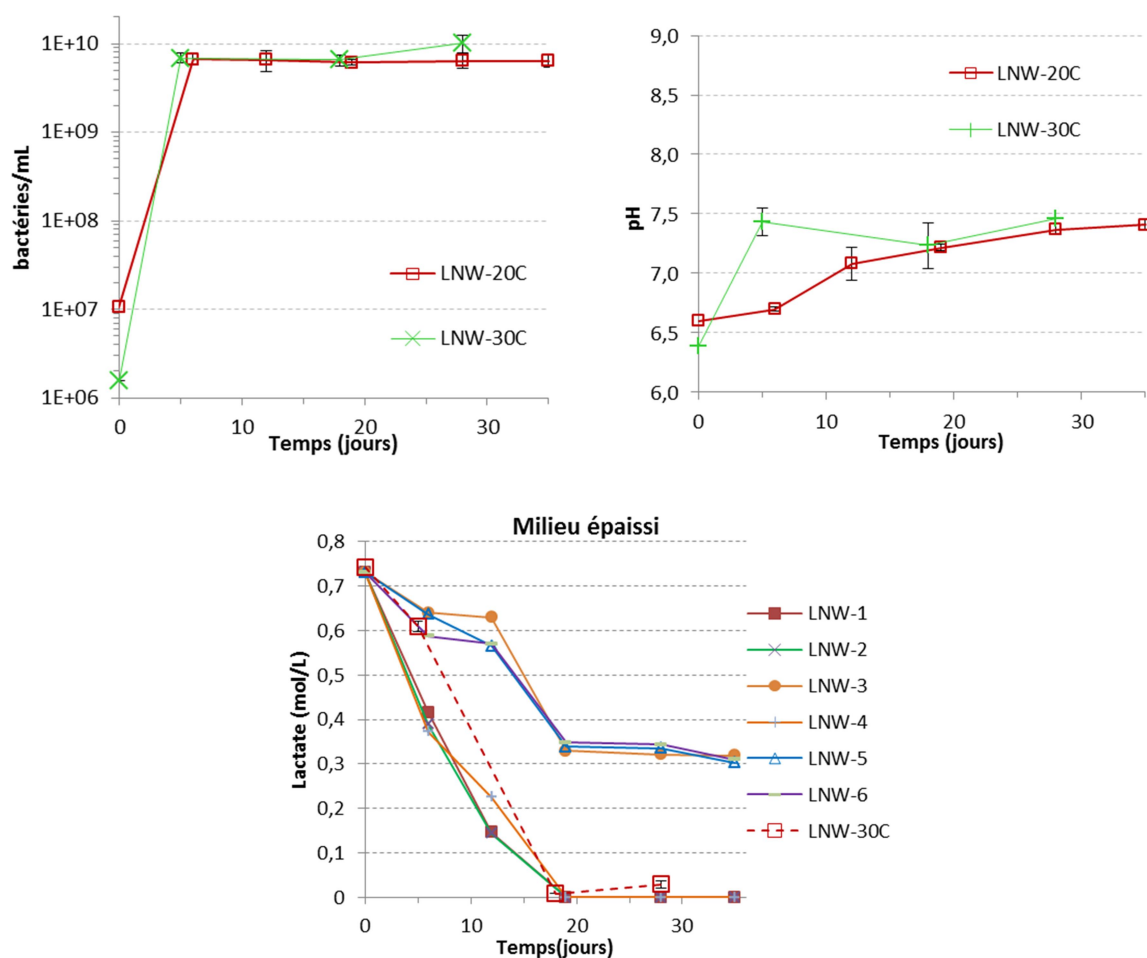 1E+10
1E+09
1E+08
1E+07
1E+06
bactéries/mL
0
10
20
30
Temps (jours)
LNW-20C
LNW-30C
9,0
8,5
8,0
7,5
7,0
6,5
6,0
pH
0
10
20
30
Temps (jours)
LNW-20C
LNW-30C
Milieu épaissi
0,8
0,7
0,6
0,5
0,4
0,3
0,2
0,1
0
Lactate (mol/L)
0
10
20
30
Temps(jours)
LNW-1
LNW-2
LNW-3
LNW-4
LNW-5
LNW-6
LNW-30C